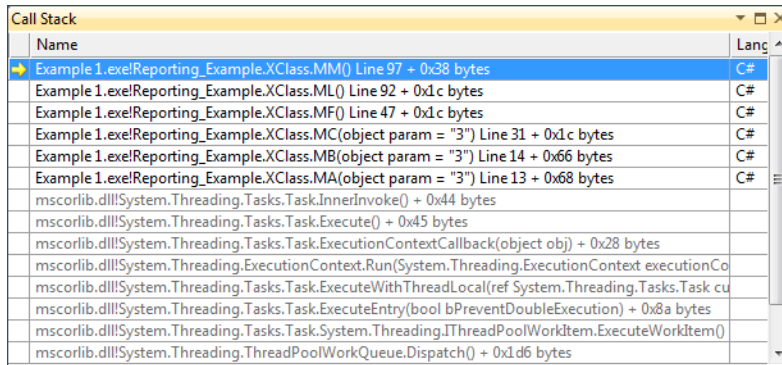 Call Stack
Name Lang
Example 1.exe!Reporting_Example.XClass.MM() Line 97 + 0x38 bytes C#
Example 1.exe!Reporting_Example.XClass.ML() Line 92 + 0x1c bytes C#
Example 1.exe!Reporting_Example.XClass.MF() Line 47 + 0x1c bytes C#
Example 1.exe!Reporting_Example.XClass.MC(object param = "3") Line 31 + 0x1c bytes C#
Example 1.exe!Reporting_Example.XClass.MB(object param = "3") Line 14 + 0x66 bytes C#
Example 1.exe!Reporting_Example.XClass.MA(object param = "3") Line 13 + 0x68 bytes C#
mscorlib.dll!System.Threading.Tasks.Task.InnerInvoke() + 0x44 bytes
mscorlib.dll!System.Threading.Tasks.Task.Execute() + 0x45 bytes
mscorlib.dll!System.Threading.Tasks.Task.ExecutionContextCallback(object obj) + 0x28 bytes
mscorlib.dll!System.Threading.ExecutionContext.Run(System.Threading.ExecutionContext executionCo
mscorlib.dll!System.Threading.Tasks.Task.ExecuteWithThreadLocal(ref System.Threading.Tasks.Task cu
mscorlib.dll!System.Threading.Tasks.Task.ExecuteEntry(bool bPreventDoubleExecution) + 0x8a bytes
mscorlib.dll!System.Threading.Tasks.Task.System.Threading.IThreadPoolWorkItem.ExecuteWorkItem()
mscorlib.dll!System.Threading.ThreadPoolWorkQueue.Dispatch() + 0x1d6 bytes